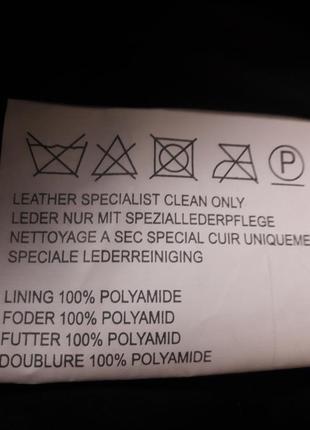 P
LEATHER SPECIALIST CLEAN ONLY
LEDER NUR MIT SPEZIALLEDERPFLEGE
NETTOYAGE A SEC SPECIAL CUIR UNIQUEME
SPECIALE LEDERREINIGING
LINING 100% POLYAMIDE
FODER 100% POLYAMID
FUTTER 100% POLYAMID
DOUBLURE 100% POLYAMIDE